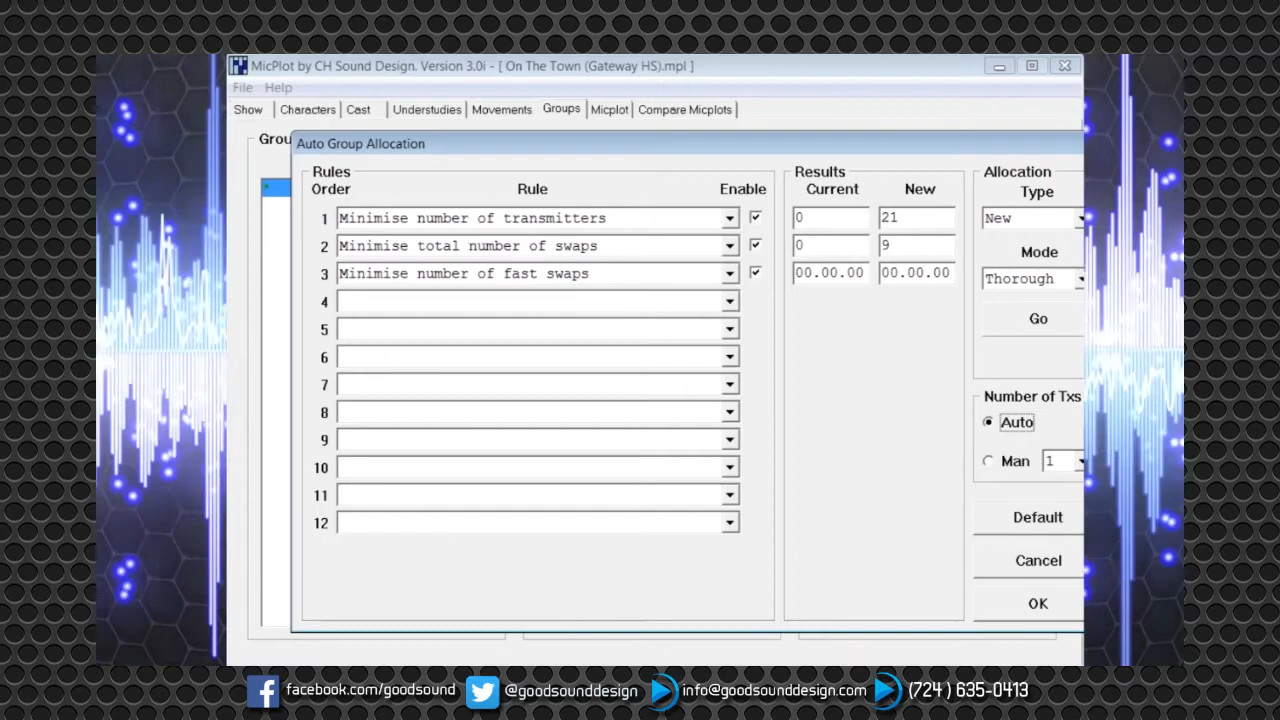 MicPlot by CH Sound Design. Version 3.0i - [ On The Town (Gateway HS).mpl ]
File Help
Show Characters Cast Understudies Movements Groups Micplot Compare Micplots
Grou
Auto Group Allocation
Rules Results Allocation
Order Rule Enable Current New Type
1 Minimise number of transmitters 0 21 New
2 Minimise total number of swaps 0 9 Mode
3 Minimise number of fast swaps 00.00.00 00.00.00 Thorough
4 Go
5
6
7 Number of Txs
8 Auto
9
10 Man 1
11
12 Default
Cancel
OK
facebook.com/goodsound @goodsounddesign info@goodsounddesign.com (724 ) 635-0413